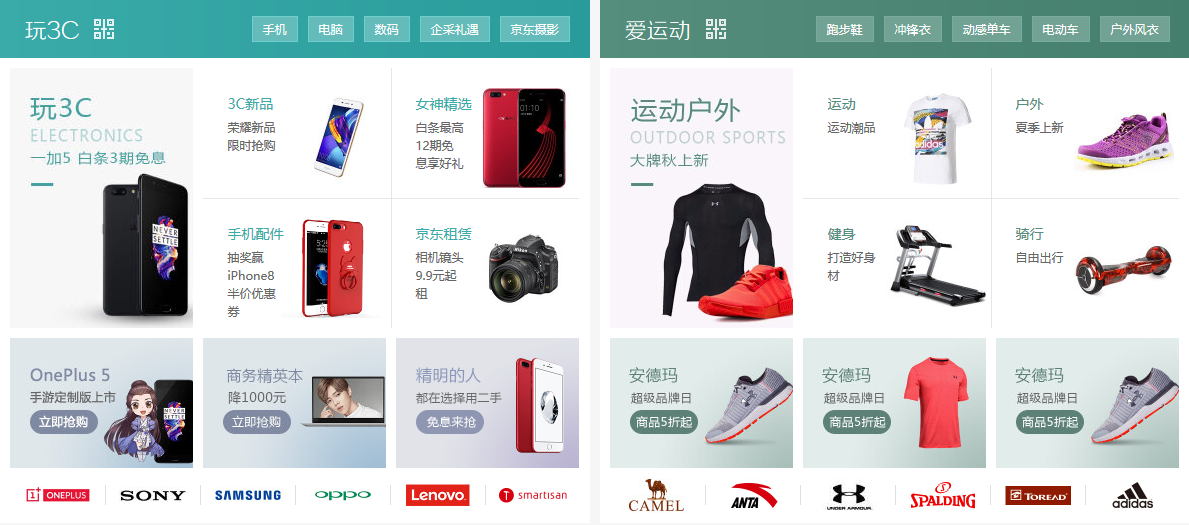 玩3C
手机
电脑
数码
企采礼遇
京东摄影
玩3C
ELECTRONICS
一加5 白条3期免息
NEVER
SETTLE
3C新品
荣耀新品
限时抢购
女神精选
白条最高
12期免
息享好礼
手机配件
抽奖赢
iPhone8
半价优惠
券
京东租赁
相机镜头
9.9元起
租
Nikon
OnePlus 5
手游定制版上市
立即抢购
NEVER
SETTLE
商务精英本
降1000元
立即抢购
精明的人
都在选择用二手
免息来抢
1+ ONEPLUS
SONY
SAMSUNG
oppo
Lenovo
smartisan
爱运动
跑步鞋
冲锋衣
动感单车
电动车
户外风衣
运动户外
OUTDOOR SPORTS
大牌秋上新
运动
运动潮品
adidas
户外
夏季上新
健身
打造好身
材
骑行
自由出行
安德玛
超级品牌日
商品5折起
安德玛
超级品牌日
商品5折起
安德玛
超级品牌日
商品5折起
CAMEL
ANTA
UNDER ARMOUR
SPALDING
TOREAD
adidas